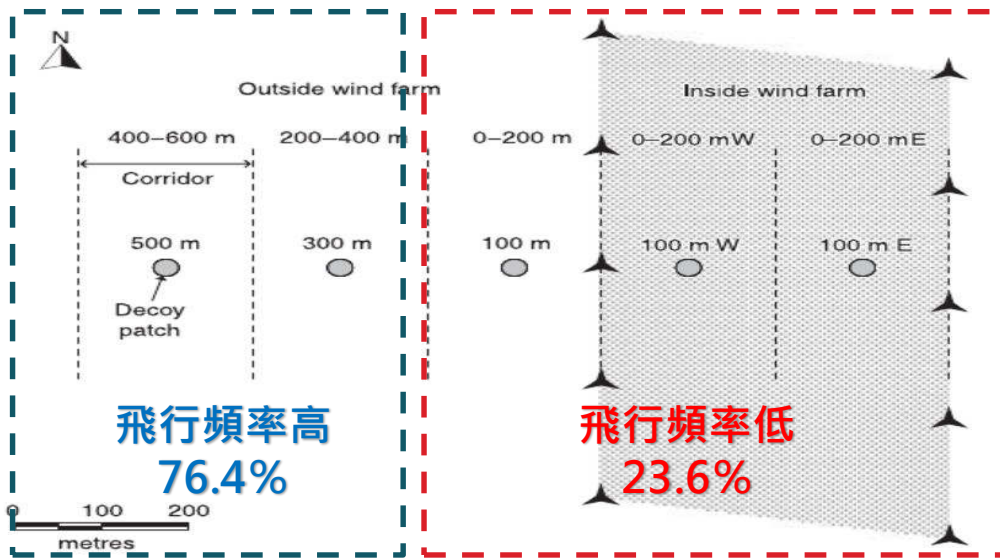 N
Outside wind farm
Inside wind farm
400–600 m
200–400 m
0–200 m
0–200 mW
0–200 mE
Corridor
500 m
300 m
100 m
100 m W
100 m E
Decoy
patch
飛行頻率高
76.4%
飛行頻率低
23.6%
0 100 200
metres